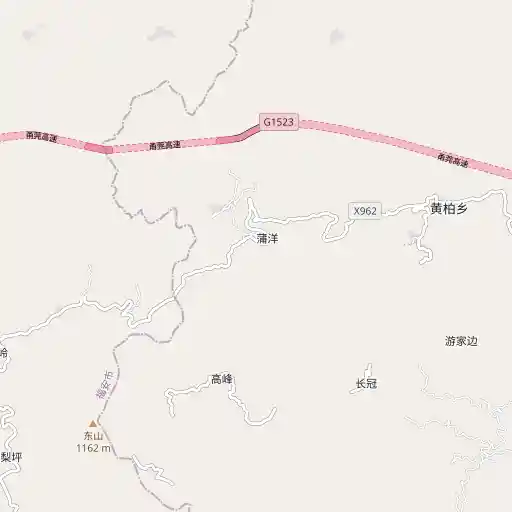 G1523
甬莞高速
甬莞高速
甬莞高速
X962
黄柏乡
蒲洋
游家边
岭
高峰
长冠
福安市
东山
1162 m
梨坪